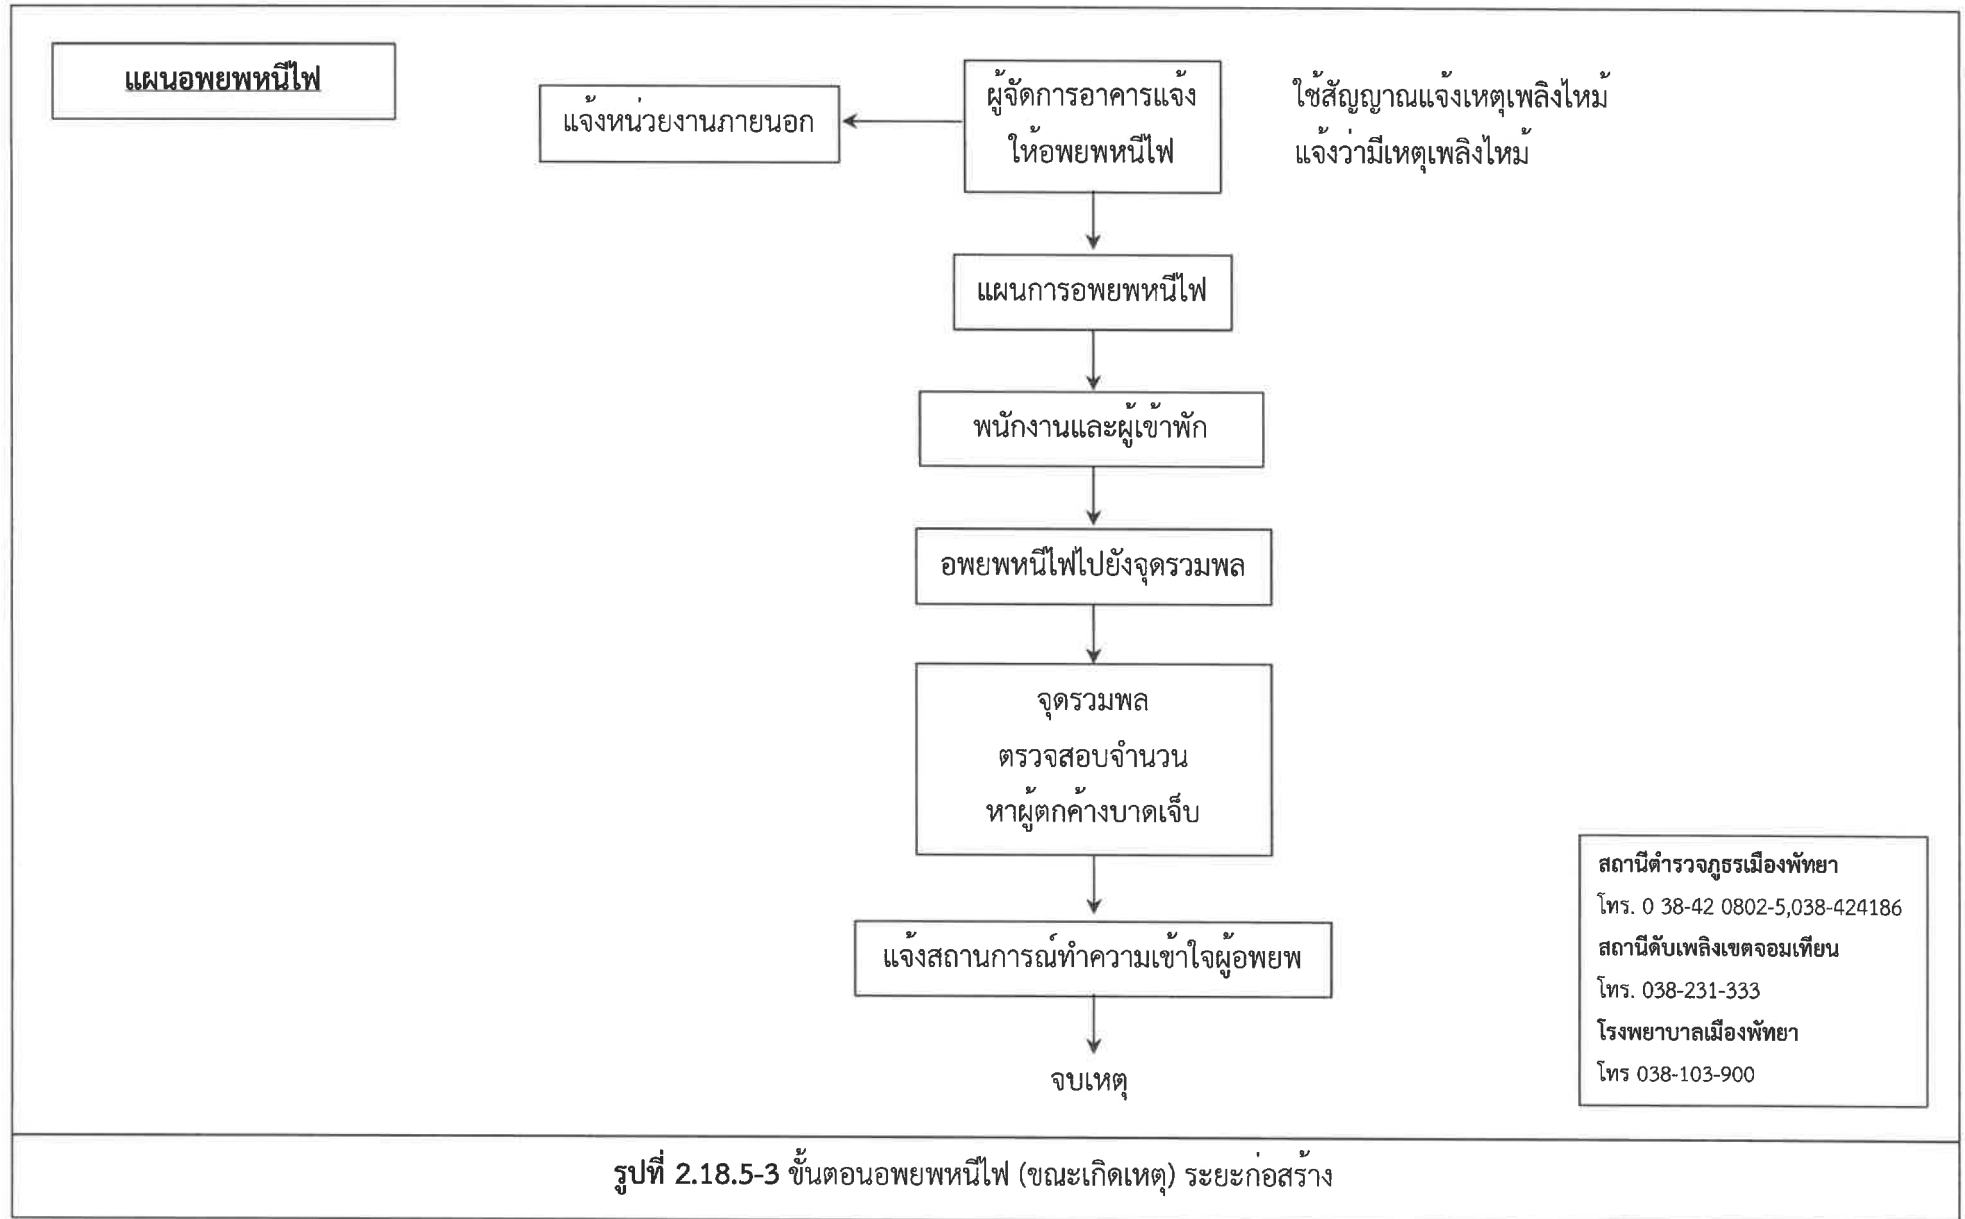 แผนอพยพหนีไฟ
แจ้งหน่วยงานภายนอก
ผู้จัดการอาคารแจ้ง
ให้อพยพหนีไฟ
ใช้สัญญาณแจ้งเหตุเพลิงไหม้
แจ้งว่ามีเหตุเพลิงไหม้
แผนการอพยพหนีไฟ
พนักงานและผู้เข้าพัก
อพยพหนีไฟไปยังจุดรวมพล
จุดรวมพล
ตรวจสอบจำนวน
หาผู้ตกค้างบาดเจ็บ
แจ้งสถานการณ์ทำความเข้าใจผู้อพยพ
จบเหตุ
สถานีตำรวจภูธรเมืองพัทยา
โทร. 0 38-42 0802-5,038-424186
สถานีดับเพลิงเขตจอมเทียน
โทร. 038-231-333
โรงพยาบาลเมืองพัทยา
โทร 038-103-900
รูปที่ 2.18.5-3 ขั้นตอนอพยพหนีไฟ (ขณะเกิดเหตุ) ระยะก่อสร้าง